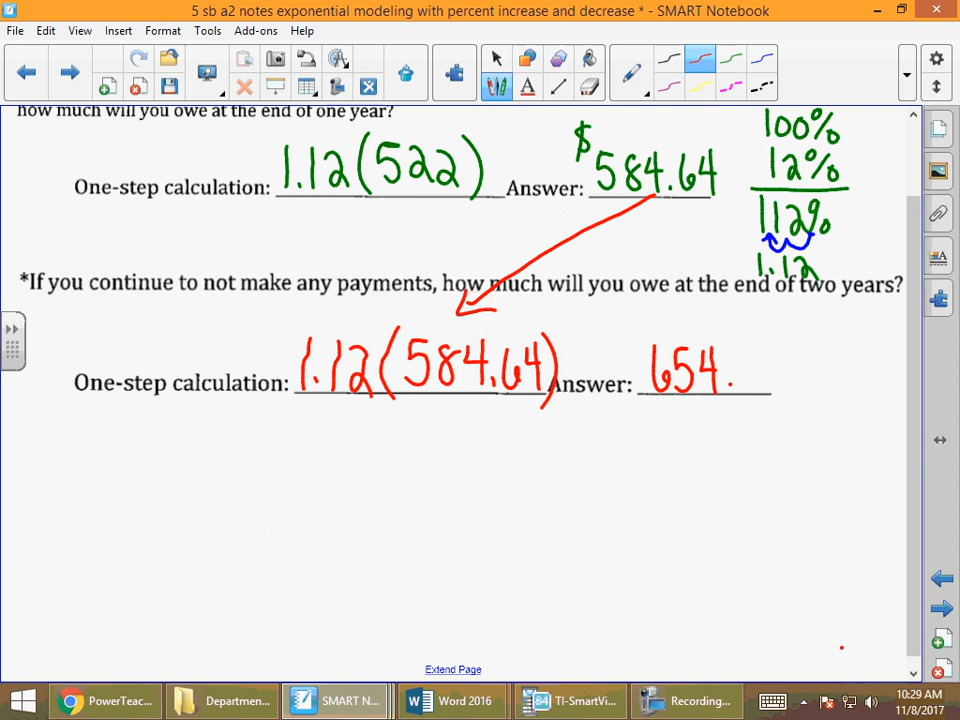 5 sb a2 notes exponential modeling with percent increase and decrease * - SMART Notebook
File Edit View Insert Format Tools Add-ons Help
how much will you owe at the end of one year?
100%
One-step calculation: 1.12(522) Answer: $584.64
12%
112%
1.12
*If you continue to not make any payments, how much will you owe at the end of two years?
One-step calculation: 1.12(584.64) Answer: 654.
Extend Page
PowerTeac... Departmen... SMART N... Word 2016 TI-SmartVi... Recording...
10:29 AM
11/8/2017